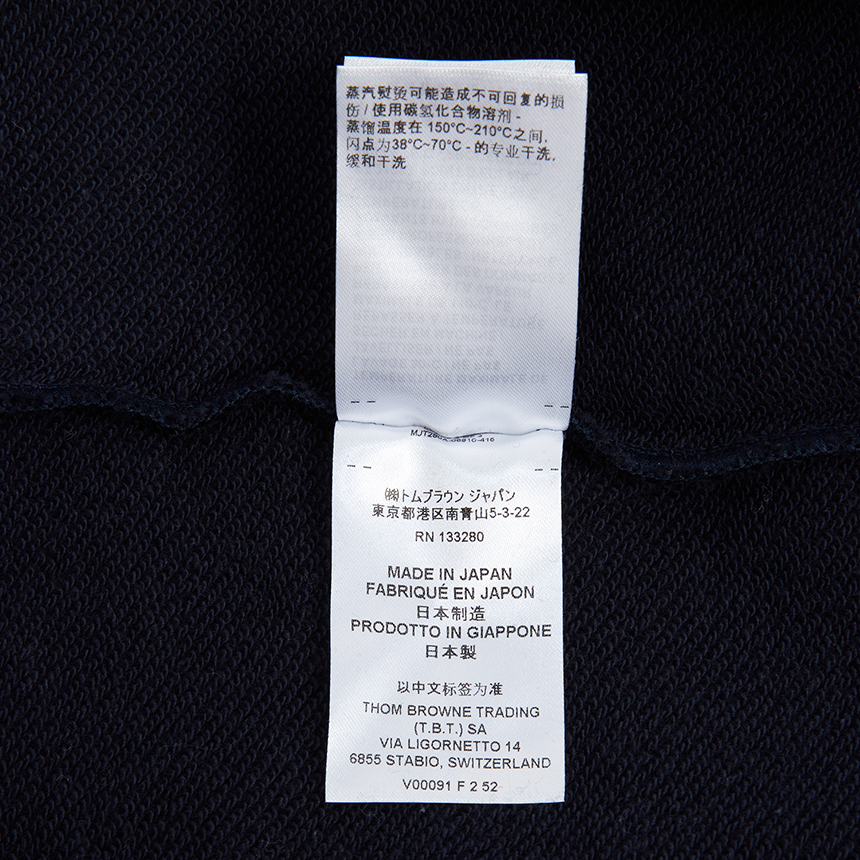 蒸汽熨烫可能造成不可回复的损
伤 / 使用碳氢化合物溶剂 -
蒸馏温度在 150°C~210°C之间,
闪点为38°C~70°C - 的专业干洗,
缓和干洗
㈱トムブラウン ジャパン
東京都港区南青山5-3-22
RN 133280
MADE IN JAPAN
FABRIQUÉ EN JAPON
日本制造
PRODOTTO IN GIAPPONE
日本製
以中文标签为准
THOM BROWNE TRADING
(T.B.T.) SA
VIA LIGORNETTO 14
6855 STABIO, SWITZERLAND
V00091 F 2 52